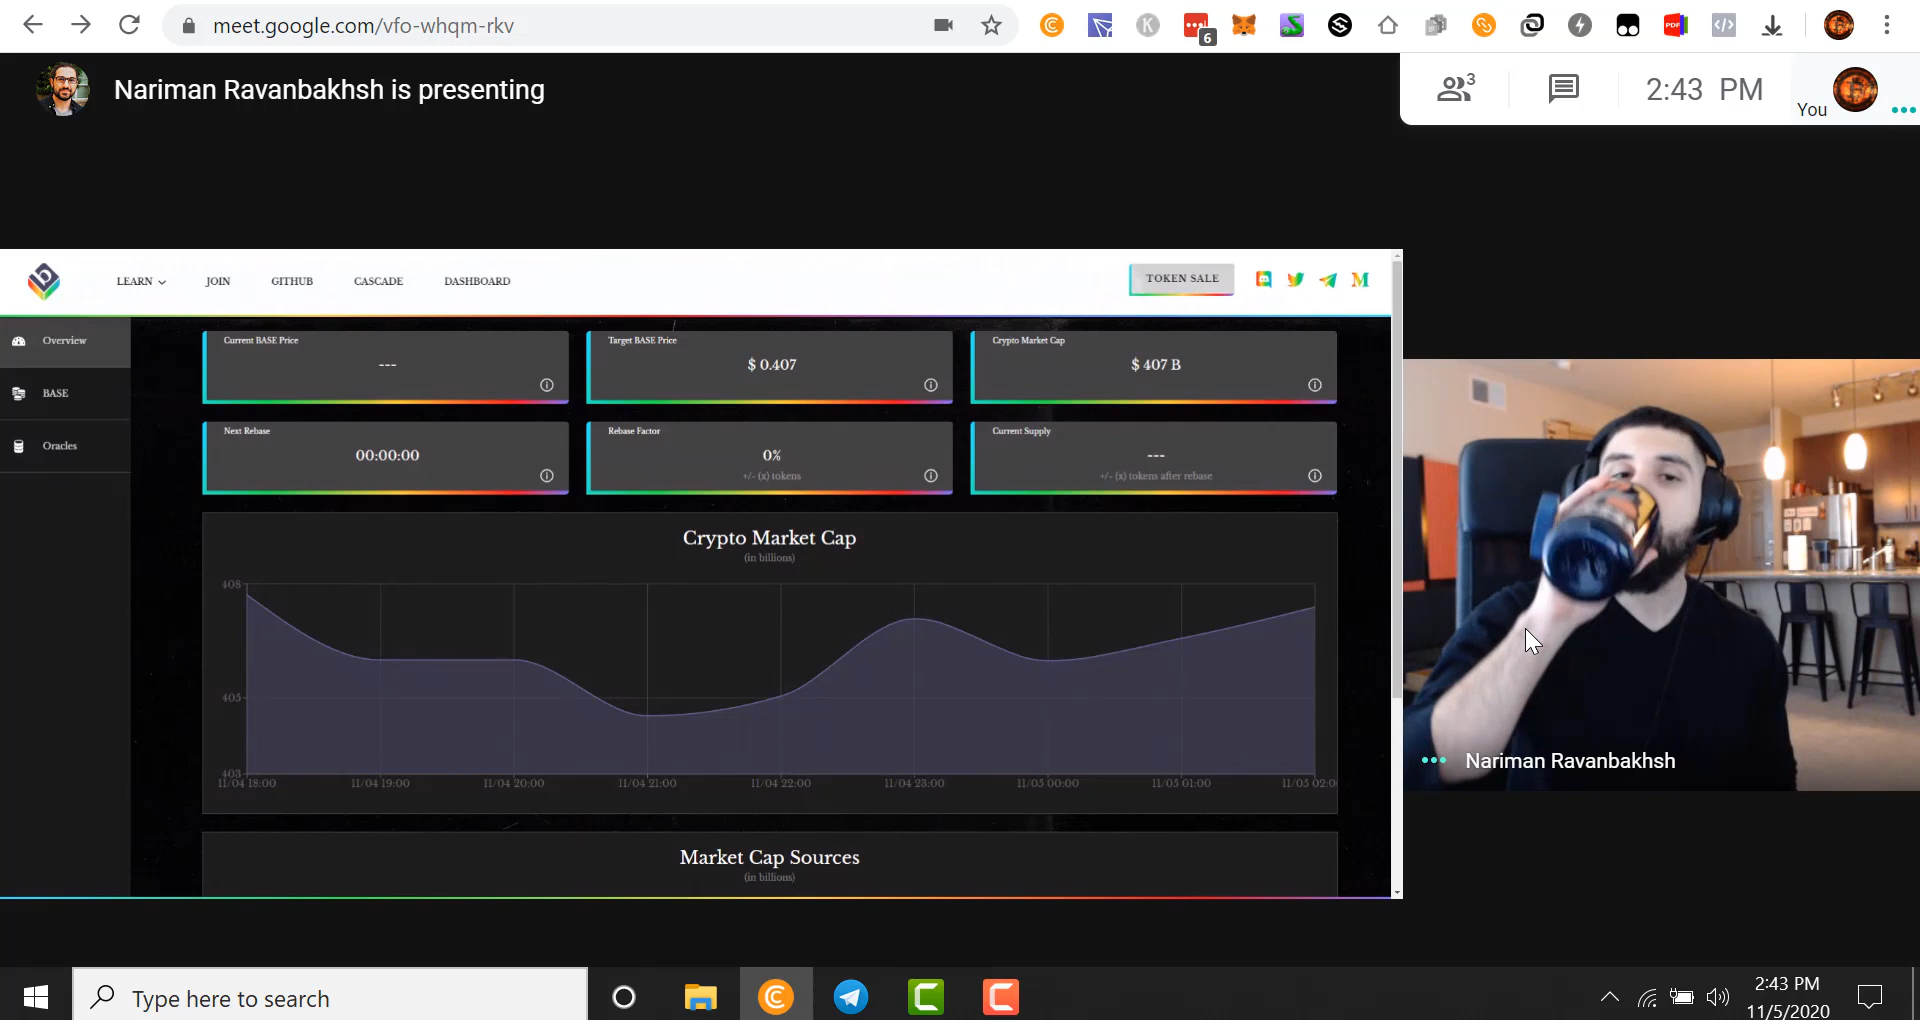 meet.google.com/vfo-whqm-rkv
6
Nariman Ravanbakhsh is presenting
3
2:43 PM
You
LEARN
JOIN
GITHUB
CASCADE
DASHBOARD
TOKEN SALE
Overview
BASE
Oracles
Current BASE Price
---
Target BASE Price
$ 0.407
Crypto Market Cap
$ 407 B
Next Rebase
00:00:00
Rebase Factor
0%
+/- (x) tokens
Current Supply
---
+/- (x) tokens after rebase
Crypto Market Cap
(in billions)
408
405
403
11/04 18:00
11/04 19:00
11/04 20:00
11/04 21:00
11/04 22:00
11/04 23:00
11/05 00:00
11/05 01:00
11/05 02:0
Market Cap Sources
(in billions)
Nariman Ravanbakhsh
Type here to search
2:43 PM
11/5/2020